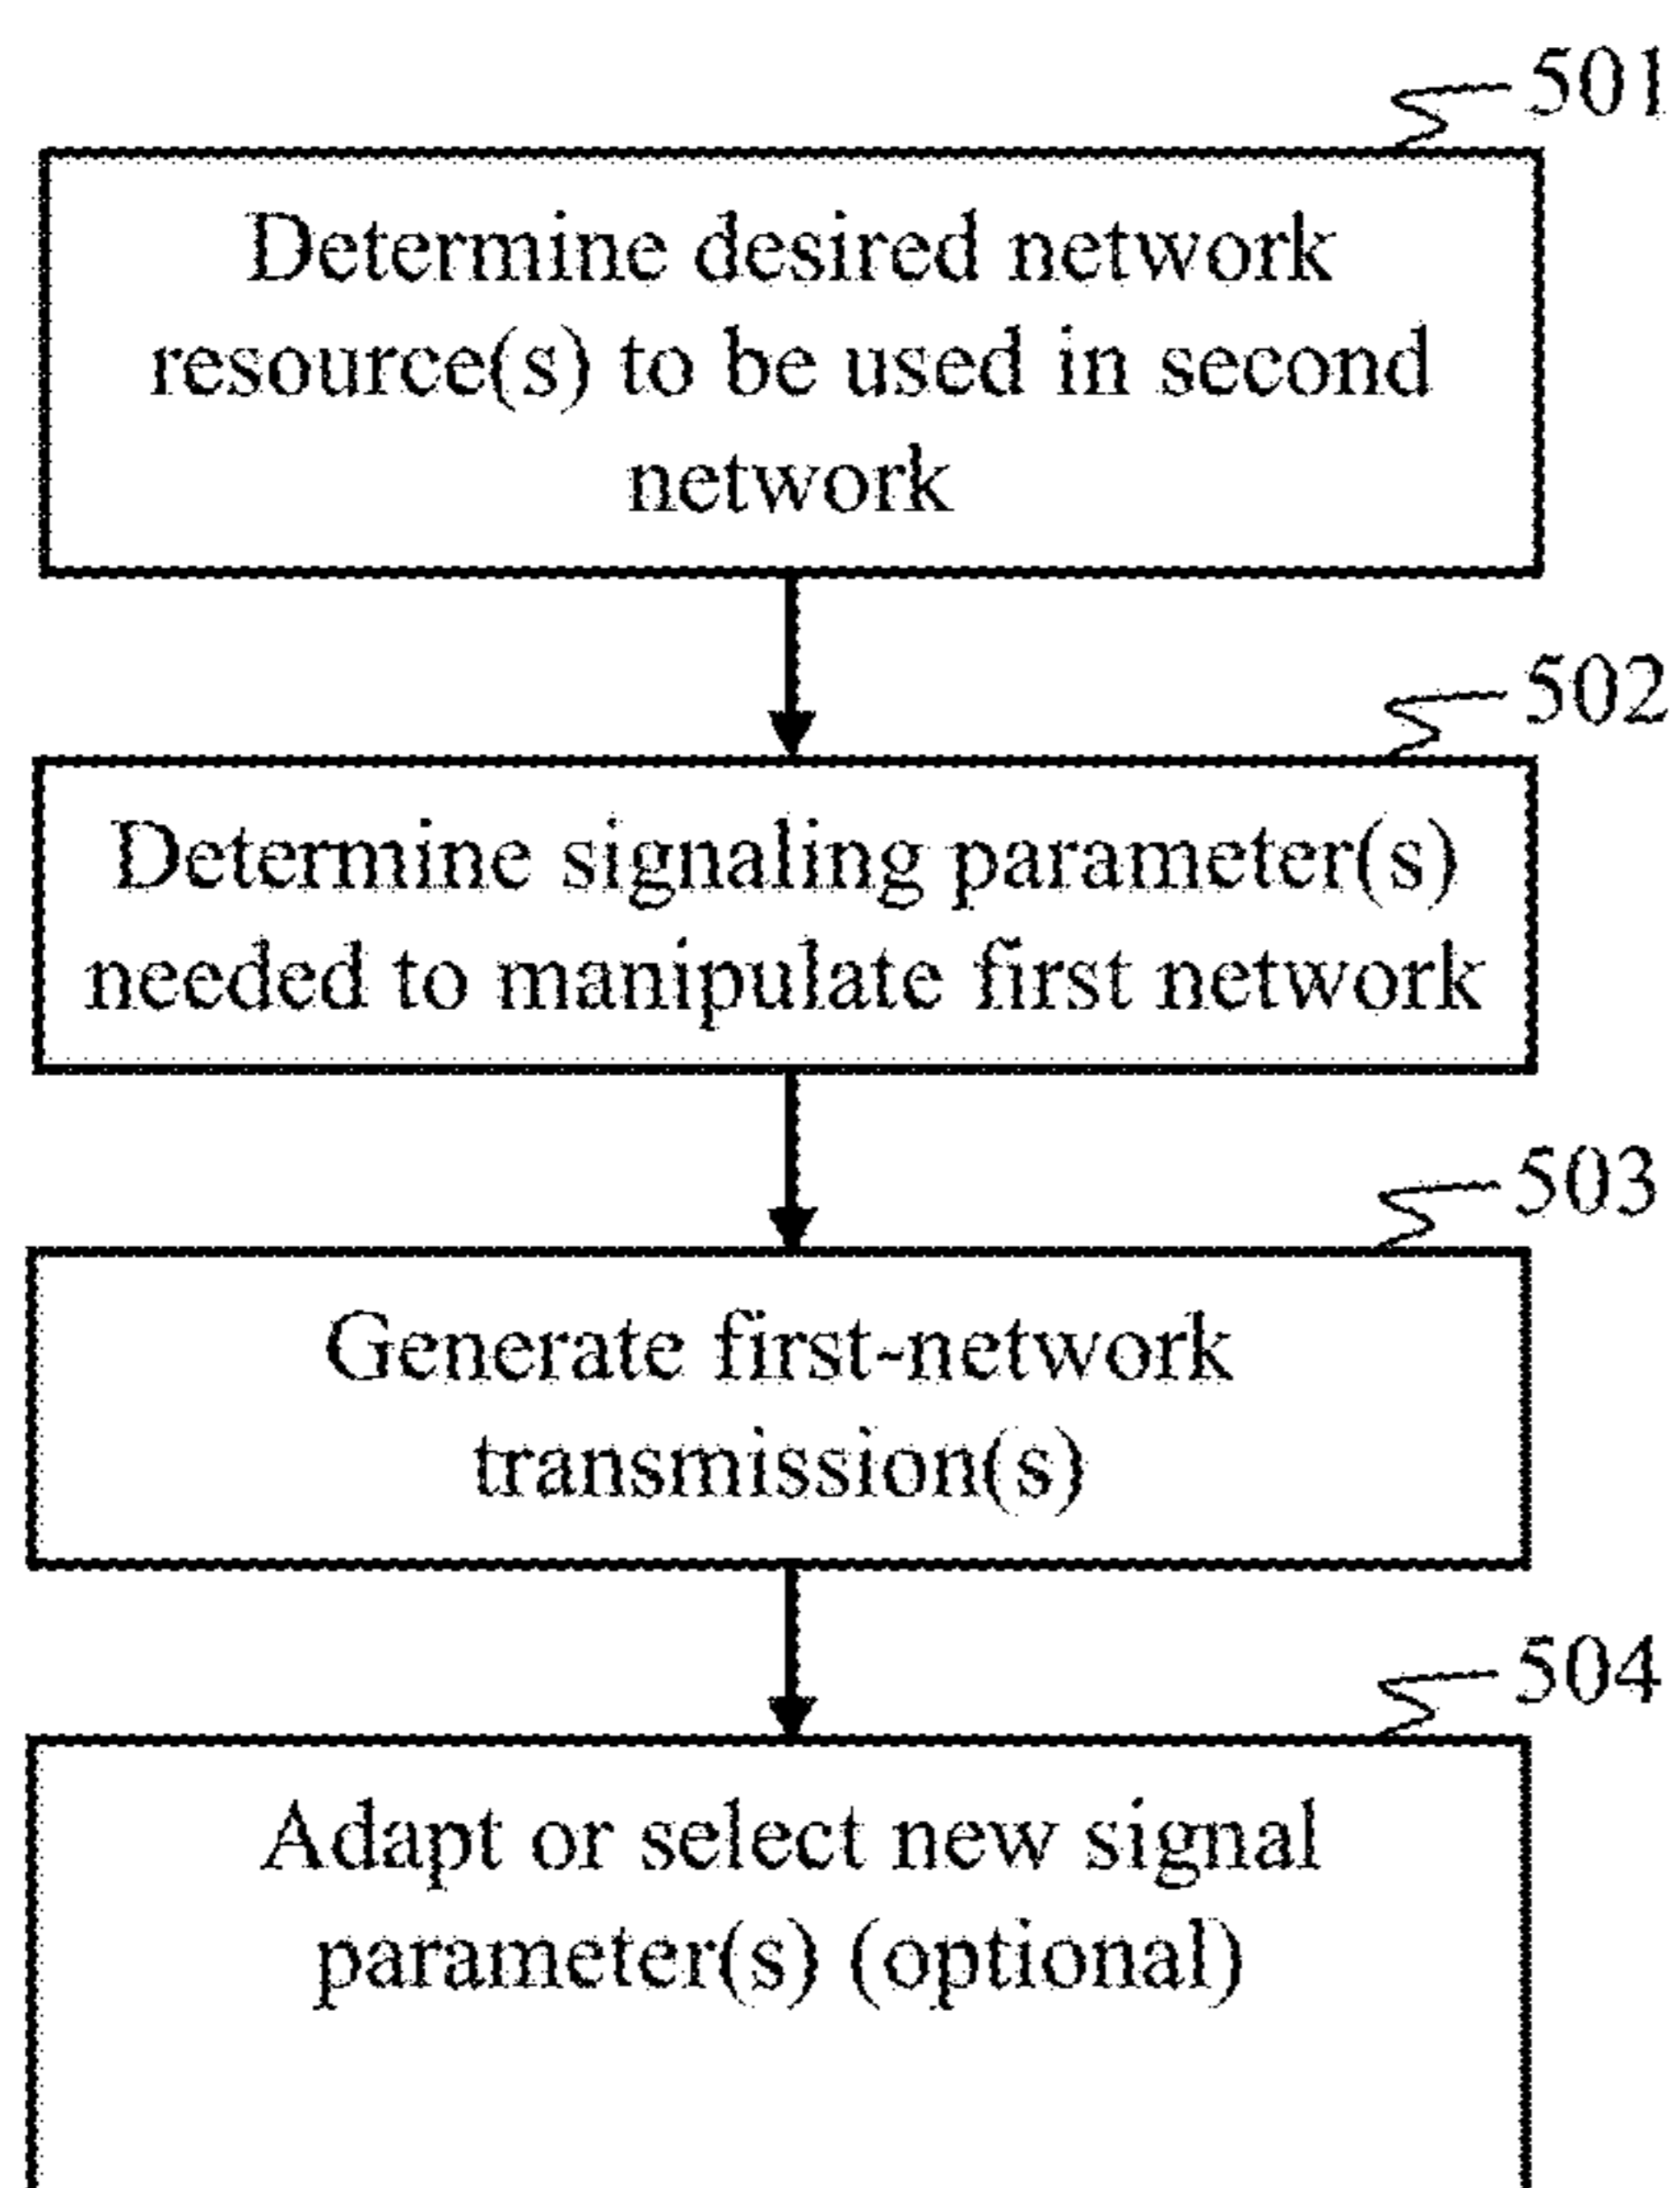 501
Determine desired network
resource(s) to be used in second
network
502
Determine signaling parameter(s)
needed to manipulate first network
503
Generate first-network
transmission(s)
504
Adapt or select new signal
parameter(s) (optional)